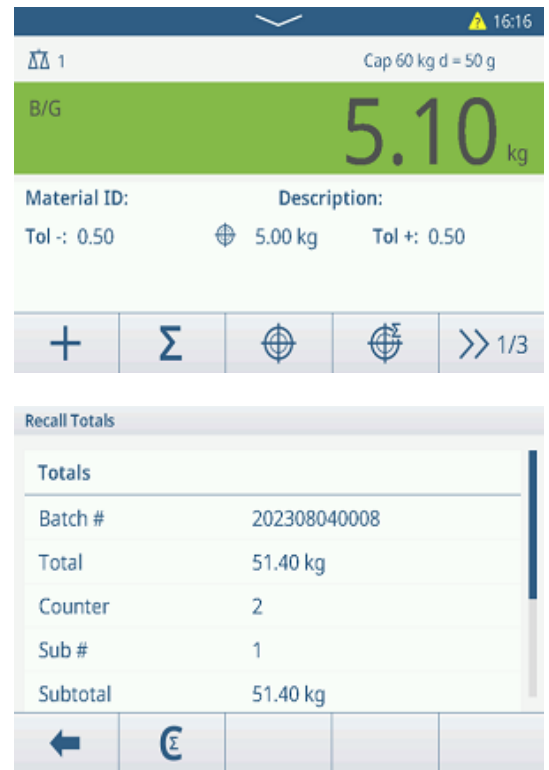 16:16
1 Cap 60 kg d = 50 g
B/G 5.10 kg
Material ID: Description:
Tol -: 0.50 5.00 kg Tol +: 0.50
Σ Σ 1/3
Recall Totals
Totals
Batch # 202308040008
Total 51.40 kg
Counter 2
Sub # 1
Subtotal 51.40 kg
C Σ